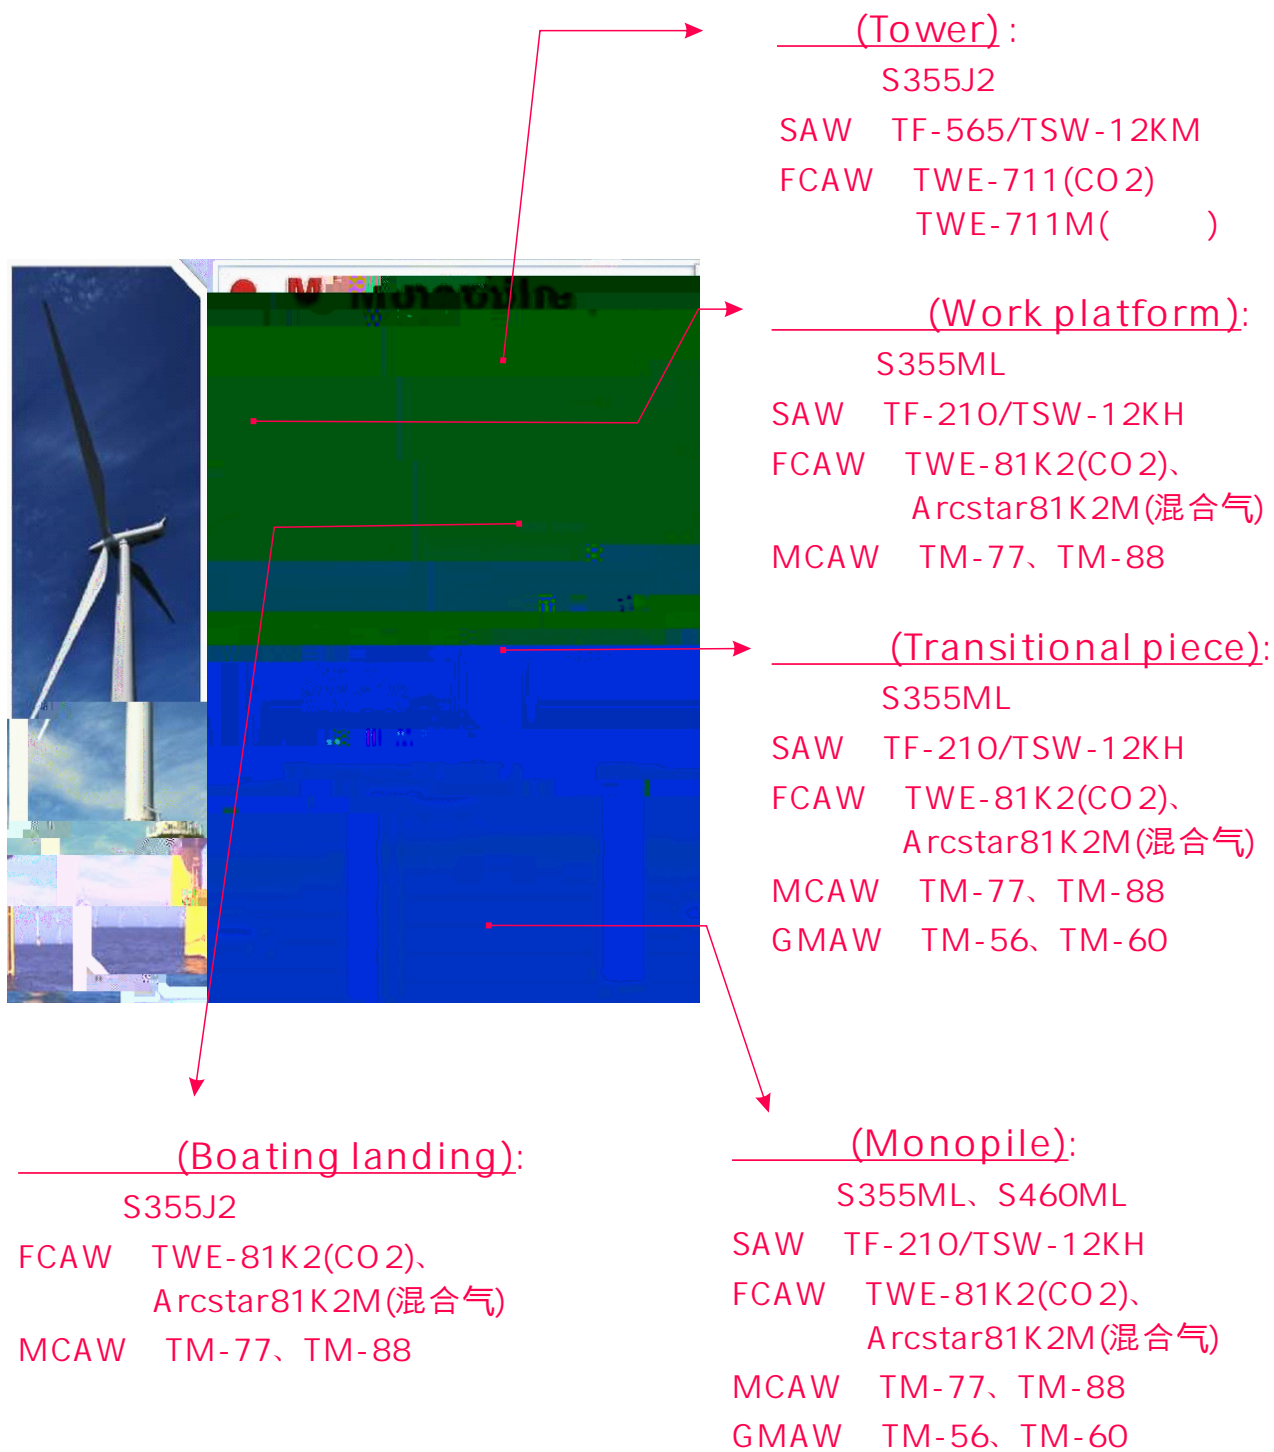 (Tower) :
S355J2
SAW TF-565/TSW-12KM
FCAW TWE-711(CO2)
TWE-711M( )
Monopile
(Work platform):
S355ML
SAW TF-210/TSW-12KH
FCAW TWE-81K2(CO2)、
Arcstar81K2M(混合气)
MCAW TM-77、TM-88
(Transitional piece):
S355ML
SAW TF-210/TSW-12KH
FCAW TWE-81K2(CO2)、
Arcstar81K2M(混合气)
MCAW TM-77、TM-88
GMAW TM-56、TM-60
(Boating landing):
S355J2
FCAW TWE-81K2(CO2)、
Arcstar81K2M(混合气)
MCAW TM-77、TM-88
(Monopile):
S355ML、S460ML
SAW TF-210/TSW-12KH
FCAW TWE-81K2(CO2)、
Arcstar81K2M(混合气)
MCAW TM-77、TM-88
GMAW TM-56、TM-60